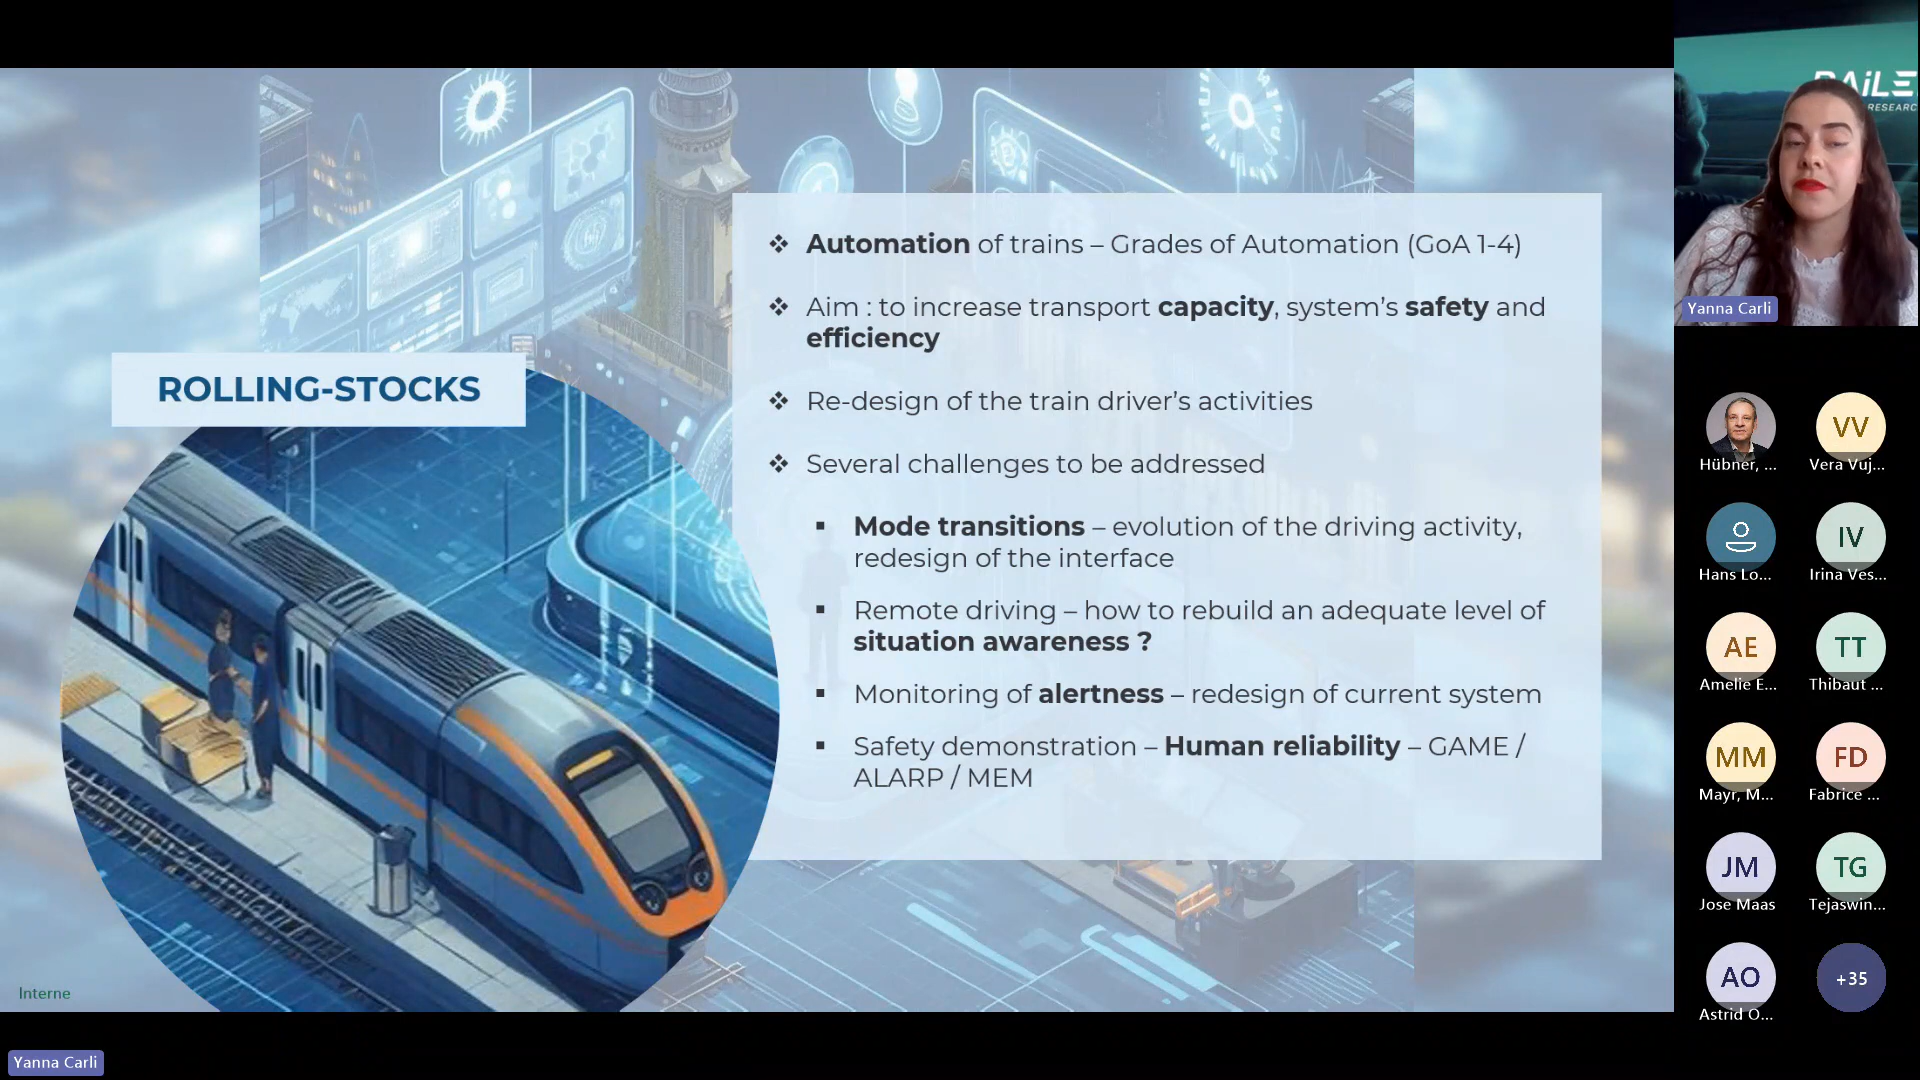 ROLLING-STOCKS
Automation of trains – Grades of Automation (GoA 1-4)
Aim : to increase transport capacity, system's safety and
efficiency
Re-design of the train driver's activities
Several challenges to be addressed
Mode transitions – evolution of the driving activity,
redesign of the interface
Remote driving – how to rebuild an adequate level of
situation awareness ?
Monitoring of alertness – redesign of current system
Safety demonstration – Human reliability – GAME /
ALARP / MEM
Interne
Yanna Carli
RAiLE
RESEARC
Yanna Carli
Hübner, ...
VV
Vera Vuj...
Hans Lo...
IV
Irina Ves...
AE
Amelie E...
TT
Thibaut ...
MM
Mayr, M...
FD
Fabrice ...
JM
Jose Maas
TG
Tejaswin...
AO
Astrid O...
+35